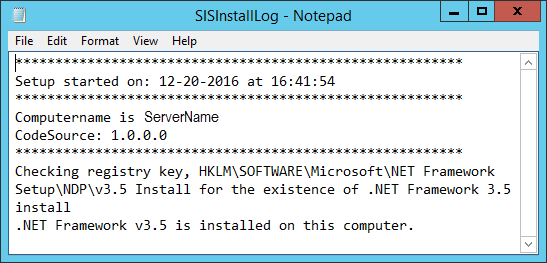 SISInstallLog - Notepad
File Edit Format View Help
********************************************************
Setup started on: 12-20-2016 at 16:41:54
********************************************************
Computername is ServerName
CodeSource: 1.0.0.0
********************************************************
Checking registry key, HKLM\SOFTWARE\Microsoft\NET Framework
Setup\NDP\v3.5 Install for the existence of .NET Framework 3.5
install
.NET Framework v3.5 is installed on this computer.